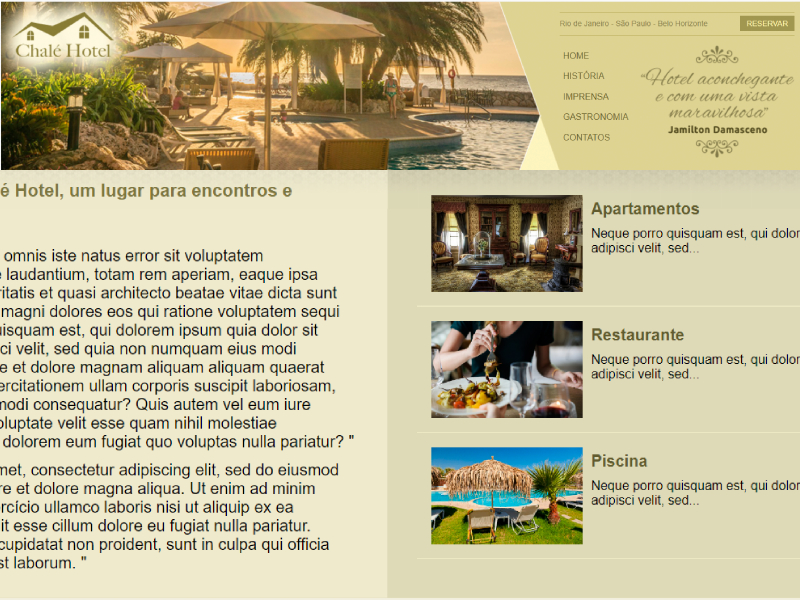 Chalé Hotel
Rio de Janeiro - São Paulo - Belo Horizonte
RESERVAR
HOME
HISTÓRIA
IMPRENSA
GASTRONOMIA
CONTATOS
"Hotel aconchegante
e com uma vista
maravilhosa"
Jamilton Damasceno
é Hotel, um lugar para encontros e
omnis iste natus error sit voluptatem
laudantium, totam rem aperiam, eaque ipsa
ritatis et quasi architecto beatae vitae dicta sunt
magni dolores eos qui ratione voluptatem sequi
uisquam est, qui dolorem ipsum quia dolor sit
ci velit, sed quia non numquam eius modi
e et dolore magnam aliquam aliquam quaerat
ercitationem ullam corporis suscipit laboriosam,
modi consequatur? Quis autem vel eum iure
oluptate velit esse quam nihil molestiae
dolorem eum fugiat quo voluptas nulla pariatur? "
met, consectetur adipiscing elit, sed do eiusmod
re et dolore magna aliqua. Ut enim ad minim
rcício ullamco laboris nisi ut aliquip ex ea
it esse cillum dolore eu fugiat nulla pariatur.
cupidatat non proident, sunt in culpa qui officia
st laborum. "
Apartamentos
Neque porro quisquam est, qui dolor
adipisci velit, sed...
Restaurante
Neque porro quisquam est, qui dolor
adipisci velit, sed...
Piscina
Neque porro quisquam est, qui dolor
adipisci velit, sed...